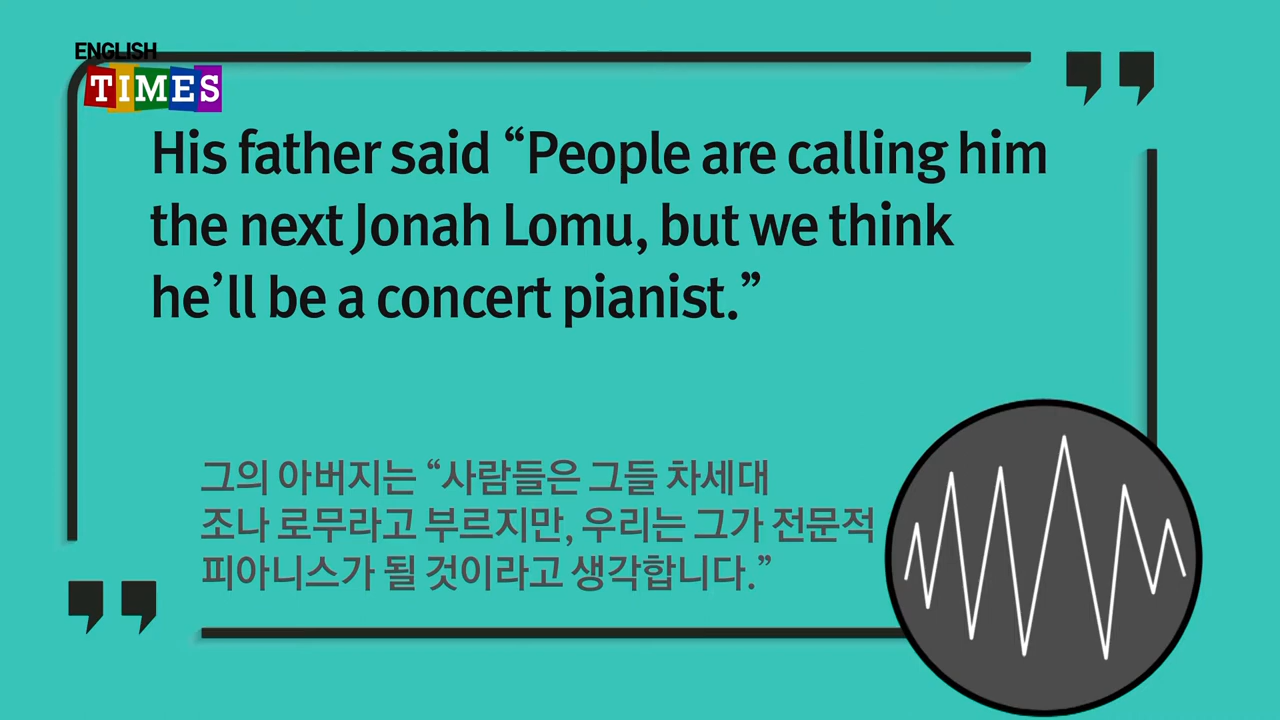 ENGLISH
TIMES
His father said “People are calling him
the next Jonah Lomu, but we think
he’ll be a concert pianist.”
그의 아버지는 “사람들은 그들 차세대
조나 로무라고 부르지만, 우리는 그가 전문적
피아니스가 될 것이라고 생각합니다.”